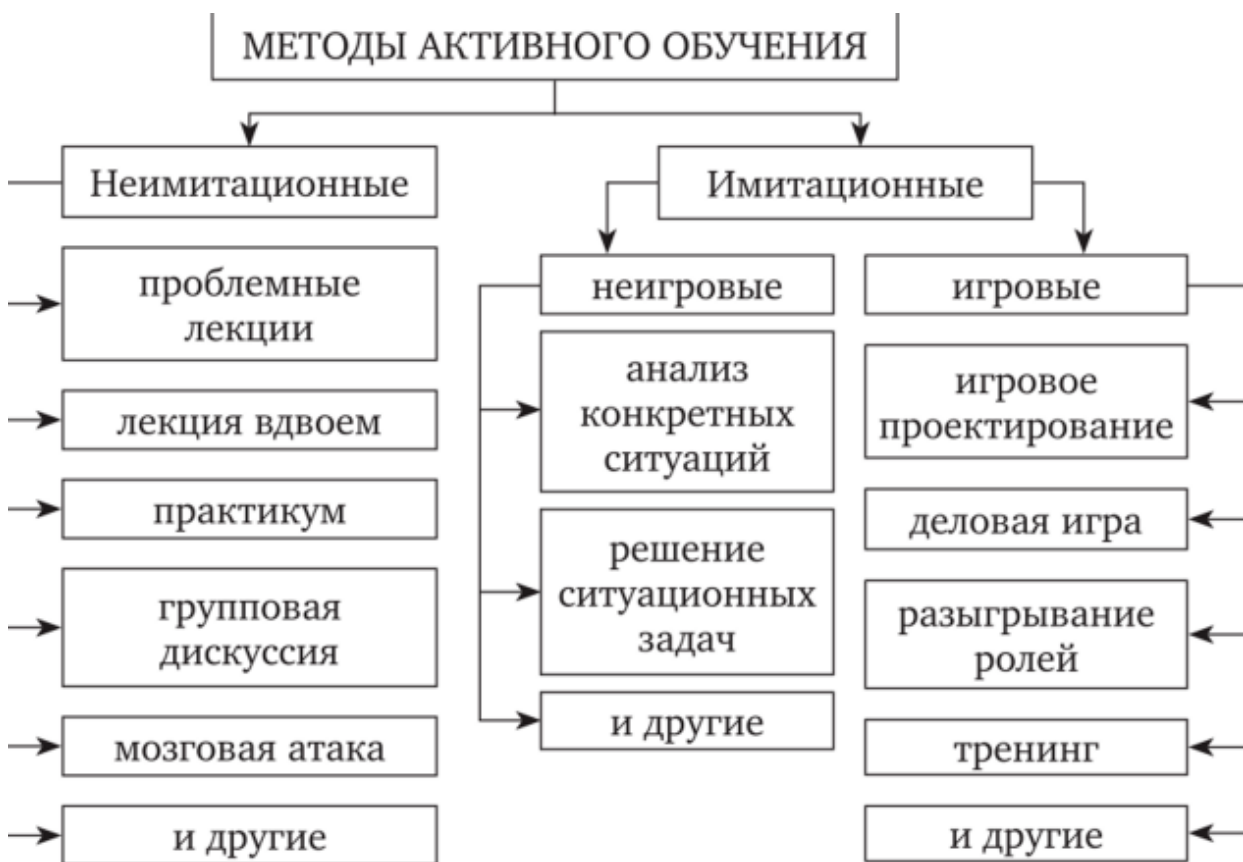 МЕТОДЫ АКТИВНОГО ОБУЧЕНИЯ
Неимитационные
проблемные
лекции
лекция вдвоем
практикум
групповая
дискуссия
мозговая атака
и другие
Имитационные
неигровые
анализ
конкретных
ситуаций
решение
ситуационных
задач
и другие
игровые
игровое
проектирование
деловая игра
разыгрывание
ролей
тренинг
и другие